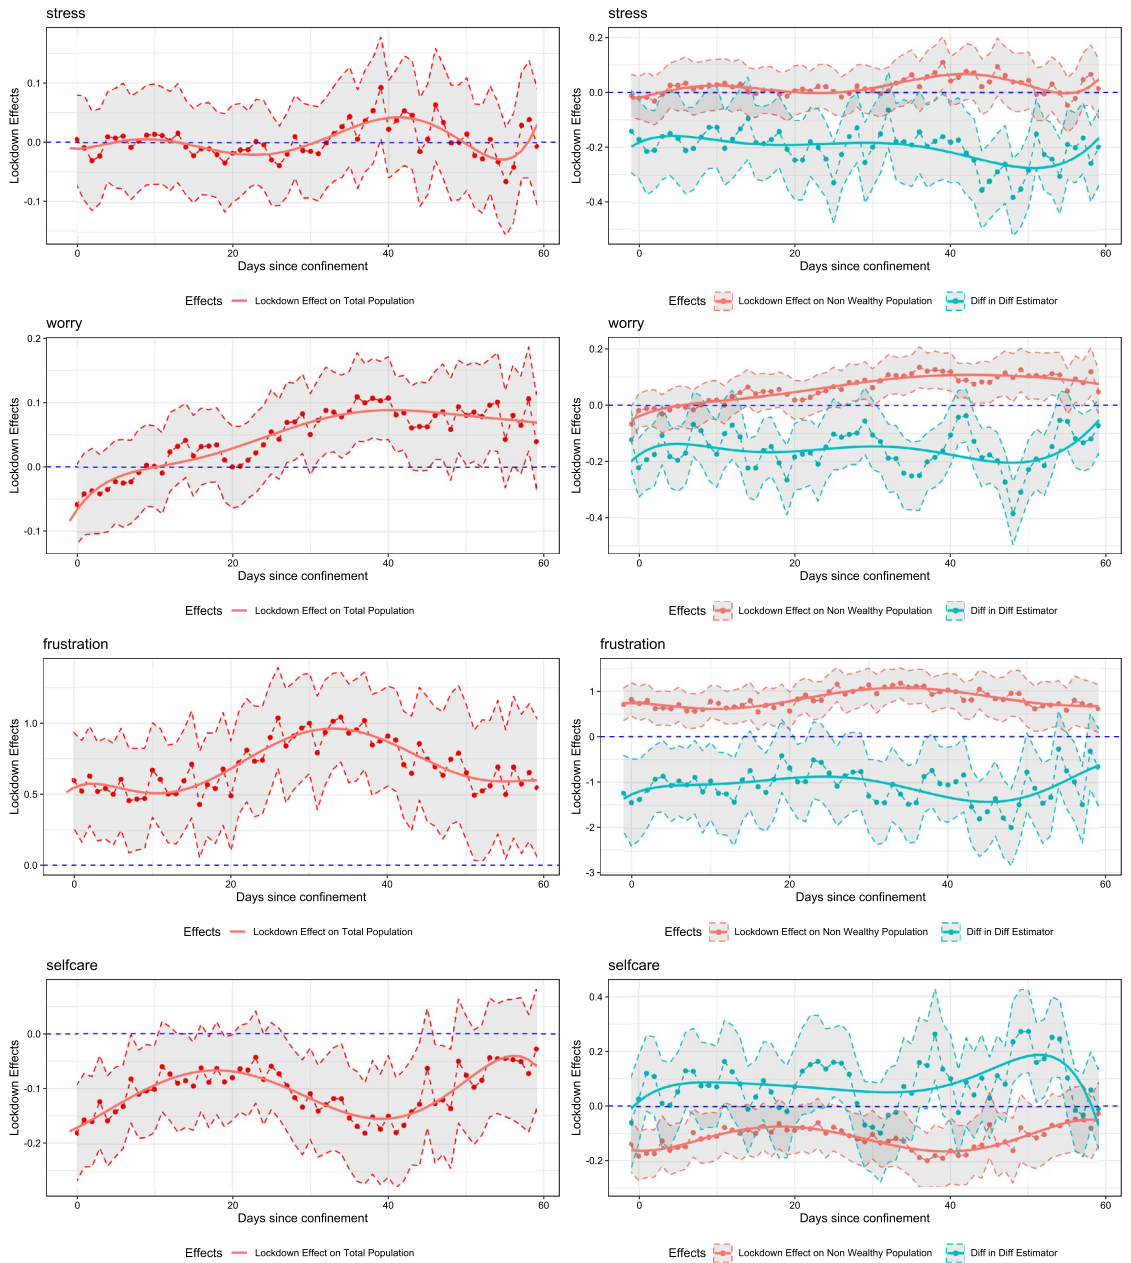 stress
Lockdown Effects
0.1
0.0
-0.1
0
20
40
60
Days since confinement
Effects
Lockdown Effect on Total Population
stress
Lockdown Effects
0.2
0.0
-0.2
-0.4
0
20
40
60
Days since confinement
Effects
Lockdown Effect on Non Wealthy Population
Diff in Diff Estimator
worry
Lockdown Effects
0.2
0.1
0.0
-0.1
0
20
40
60
Days since confinement
Effects
Lockdown Effect on Total Population
worry
Lockdown Effects
0.2
0.0
-0.2
-0.4
0
20
40
60
Days since confinement
Effects
Lockdown Effect on Non Wealthy Population
Diff in Diff Estimator
frustration
Lockdown Effects
1.0
0.5
0.0
0
20
40
60
Days since confinement
Effects
Lockdown Effect on Total Population
frustration
Lockdown Effects
1
0
-1
-2
-3
0
20
40
60
Days since confinement
Effects
Lockdown Effect on Non Wealthy Population
Diff in Diff Estimator
selfcare
Lockdown Effects
0.0
-0.1
-0.2
0
20
40
60
Days since confinement
Effects
Lockdown Effect on Total Population
selfcare
Lockdown Effects
0.4
0.2
0.0
-0.2
0
20
40
60
Days since confinement
Effects
Lockdown Effect on Non Wealthy Population
Diff in Diff Estimator